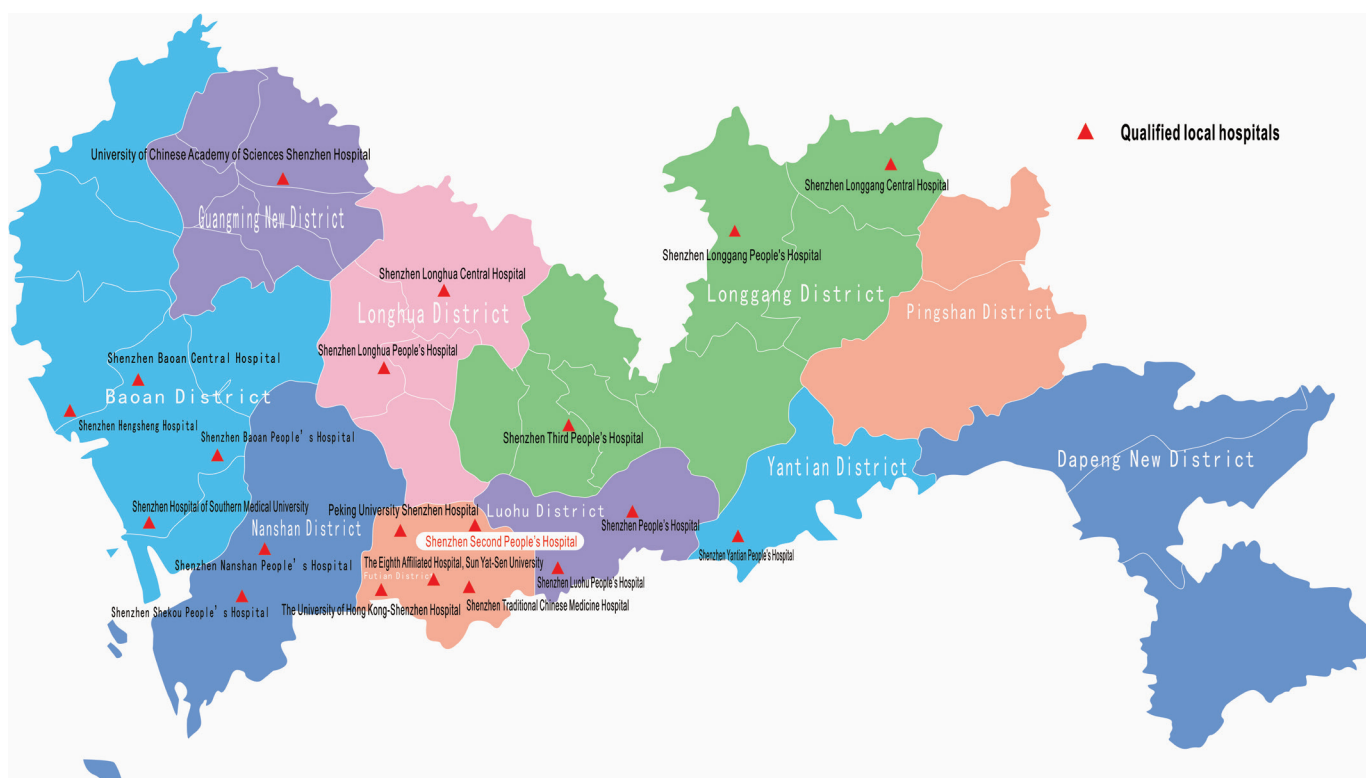 Qualified local hospitals
University of Chinese Academy of Sciences Shenzhen Hospital
Guangming New District
Shenzhen Longgang Central Hospital
Shenzhen Longgang People's Hospital
Longgang District
Pingshan District
Shenzhen Longhua Central Hospital
Longhua District
Shenzhen Longhua People's Hospital
Shenzhen Baoan Central Hospital
Baoan District
Shenzhen Hengsheng Hospital
Shenzhen Baoan People's Hospital
Shenzhen Third People's Hospital
Yantian District
Dapeng New District
Shenzhen Hospital of Southern Medical University
Nanshan District
Peking University Shenzhen Hospital
Luohu District
Shenzhen People's Hospital
Shenzhen Second People's Hospital
Shenzhen Yantian People's Hospital
Shenzhen Nanshan People's Hospital
The Eighth Affiliated Hospital, Sun Yat-Sen University
Futian District
Shenzhen Luohu People's Hospital
Shenzhen Shekou People's Hospital
The University of Hong Kong-Shenzhen Hospital
Shenzhen Traditional Chinese Medicine Hospital